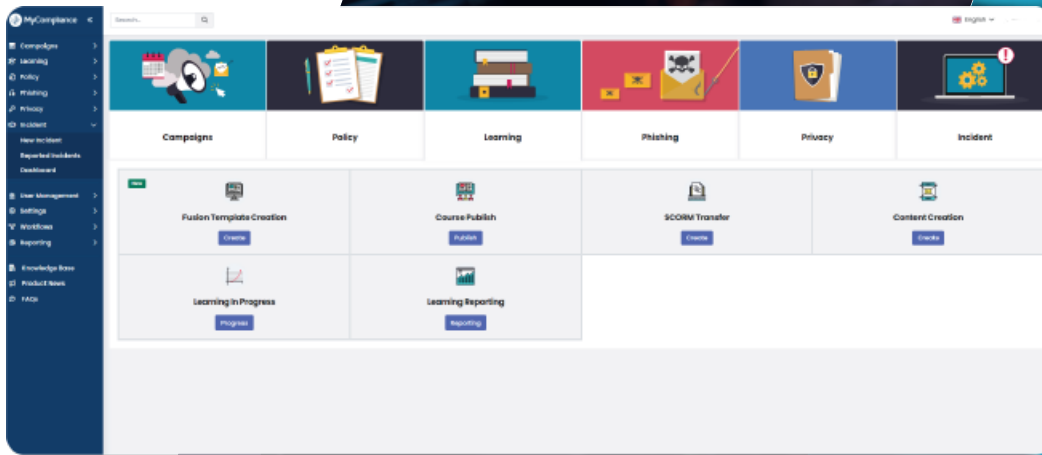 MyCompliance
Search...
English
Campaigns
Learning
Policy
Phishing
Privacy
Incident
New Incident
Reported Incidents
Dashboard
User Management
Settings
Workflows
Reporting
Knowledge Base
Product News
FAQs
Campaigns
Policy
Learning
Phishing
Privacy
Incident
New
Fusion Template Creation
Create
Course Publish
Publish
SCORM Transfer
Create
Content Creation
Create
Learning In Progress
Progress
Learning Reporting
Reporting